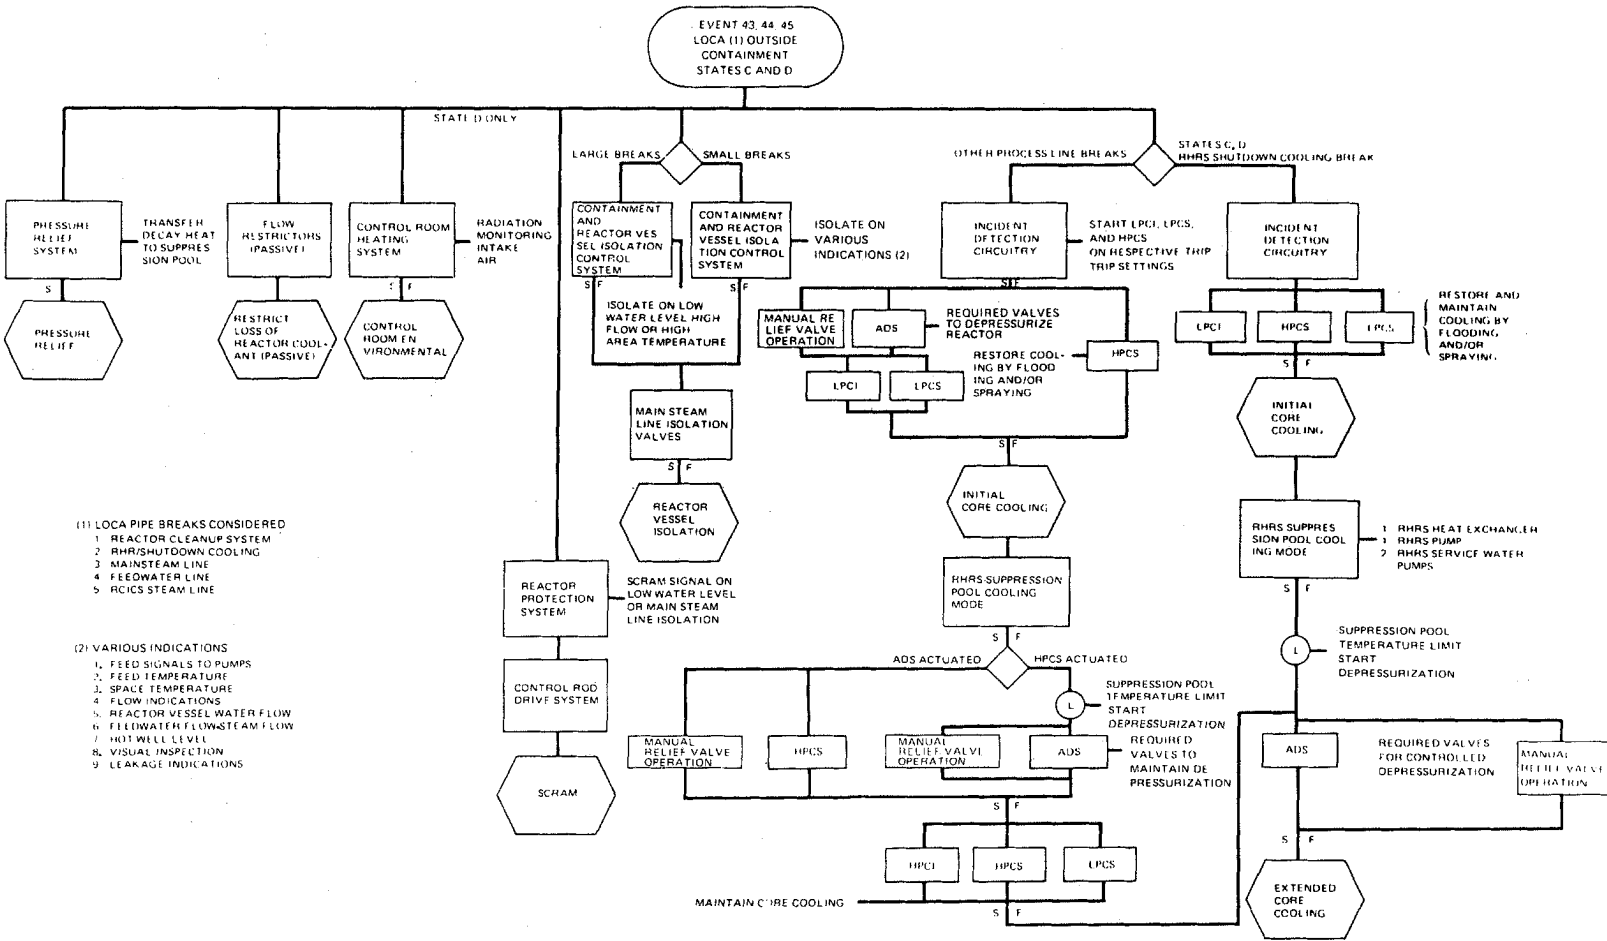 EVENT 43, 44, 45
LOCA (1) OUTSIDE
CONTAINMENT
STATES C AND D
STATE D ONLY
LARGE BREAKS
SMALL BREAKS
OTHER PROCESS LINE BREAKS
STATES C, D
RHRS SHUTDOWN COOLING BREAK
PRESSURE
RELIEF
SYSTEM
TRANSFER
DECAY HEAT
TO SUPPRES
SION POOL
S
PRESSURE
RELIEF
FLOW
RESTRICTORS
(PASSIVE)
RESTRICT
LOSS OF
REACTOR COOL-
ANT (PASSIVE)
CONTROL ROOM
HEATING
SYSTEM
RADIATION
MONITORING
INTAKE
AIR
S F
CONTROL
ROOM EN
VIRONMENTAL
CONTAINMENT
AND
REACTOR VES
SEL ISOLATION
CONTROL
SYSTEM
S F
CONTAINMENT
AND REACTOR
VESSEL ISOLA
TION CONTROL
SYSTEM
S F
ISOLATE ON
VARIOUS
INDICATIONS (2)
ISOLATE ON LOW
WATER LEVEL HIGH
FLOW OR HIGH
AREA TEMPERATURE
MAIN STEAM
LINE ISOLATION
VALVES
S F
REACTOR
VESSEL
ISOLATION
INCIDENT
DETECTION
CIRCUITRY
S F
START LPCI, LPCS,
AND HPCS
ON RESPECTIVE TRIP
TRIP SETTINGS
MANUAL RE
LIEF VALVE
OPERATION
ADS
REQUIRED VALVES
TO DEPRESSURIZE
REACTOR
LPCI
LPCS
RESTORE COOL-
ING BY FLOOD
ING AND/OR
SPRAYING
HPCS
S F
INITIAL
CORE COOLING
RHRS-SUPPRESSION
POOL COOLING
MODE
S F
INCIDENT
DETECTION
CIRCUITRY
LPCI
HPCS
LPCS
RESTORE AND
MAINTAIN
COOLING BY
FLOODING
AND/OR
SPRAYING
S F
INITIAL
CORE
COOLING
RHRS SUPPRES
SION POOL COOL
ING MODE
1 RHRS HEAT EXCHANGER
1 RHRS PUMP
2 RHRS SERVICE WATER
PUMPS
S F
L
SUPPRESSION POOL
TEMPERATURE LIMIT
START
DEPRESSURIZATION
(1) LOCA PIPE BREAKS CONSIDERED
1 REACTOR CLEANUP SYSTEM
2 RHR/SHUTDOWN COOLING
3 MAINSTEAM LINE
4 FEEDWATER LINE
5 RCICS STEAM LINE
(2) VARIOUS INDICATIONS
1. FEED SIGNALS TO PUMPS
2. FEED TEMPERATURE
3. SPACE TEMPERATURE
4 FLOW INDICATIONS
5. REACTOR VESSEL WATER FLOW
6 FEEDWATER FLOW-STEAM FLOW
7 HOT WELL LEVEL
8. VISUAL INSPECTION
9 LEAKAGE INDICATIONS
REACTOR
PROTECTION
SYSTEM
SCRAM SIGNAL ON
LOW WATER LEVEL
OR MAIN STEAM
LINE ISOLATION
CONTROL ROD
DRIVE SYSTEM
SCRAM
ADS ACTUATED
HPCS ACTUATED
L
SUPPRESSION POOL
TEMPERATURE LIMIT
START
DEPRESSURIZATION
MANUAL
RELIEF VALVE
OPERATION
HPCS
MANUAL
RELIEF VALVE
OPERATION
ADS
REQUIRED
VALVES TO
MAINTAIN DE
PRESSURIZATION
S F
HPCI
HPCS
LPCS
MAINTAIN CORE COOLING
S F
ADS
REQUIRED VALVES
FOR CONTROLLED
DEPRESSURIZATION
MANUAL
RELIEF VALVE
OPERATION
S F
EXTENDED
CORE
COOLING